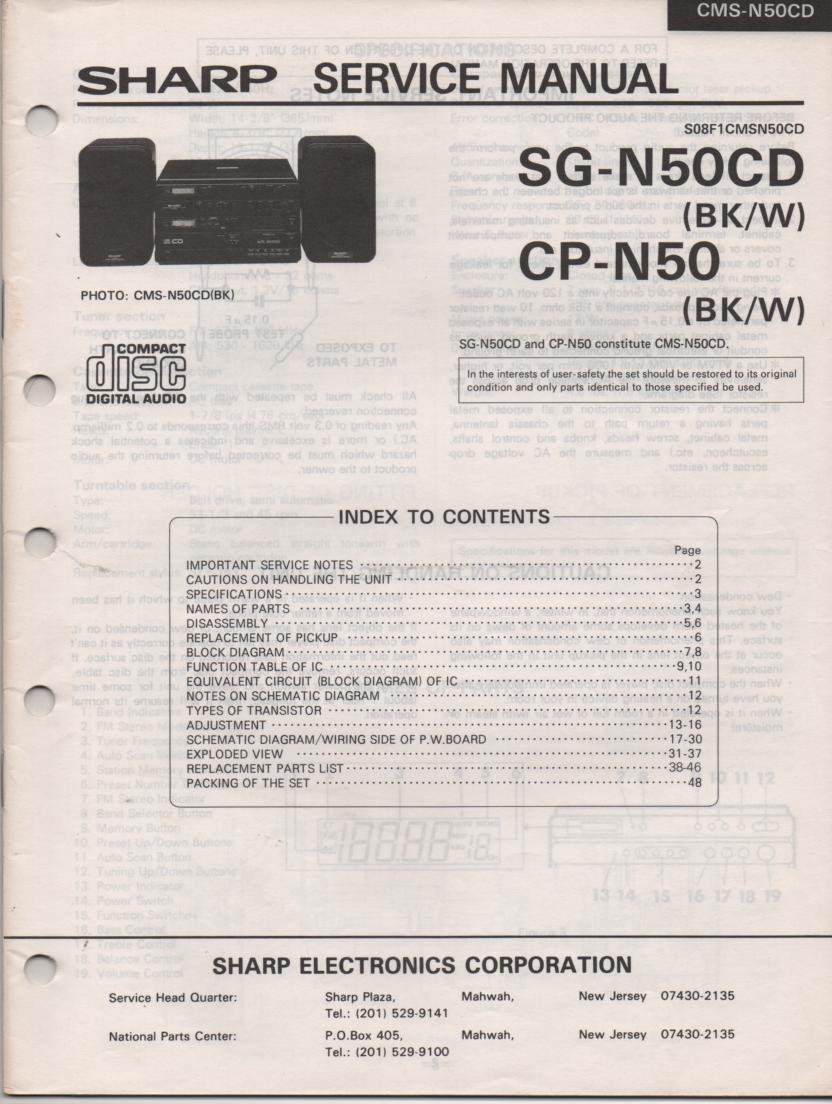 CMS-N50CD
SHARP SERVICE MANUAL
S08F1CMSN50CD
SG-N50CD
(BK/W)
CP-N50
(BK/W)
PHOTO: CMS-N50CD(BK)
SG-N50CD and CP-N50 constitute CMS-N50CD.
COMPACT
disc
DIGITAL AUDIO
In the interests of user-safety the set should be restored to its original
condition and only parts identical to those specified be used.
INDEX TO CONTENTS
Page
IMPORTANT SERVICE NOTES 2
CAUTIONS ON HANDLING THE UNIT 2
SPECIFICATIONS 3
NAMES OF PARTS 3,4
DISASSEMBLY 5,6
REPLACEMENT OF PICKUP 6
BLOCK DIAGRAM 7,8
FUNCTION TABLE OF IC 9,10
EQUIVALENT CIRCUIT (BLOCK DIAGRAM) OF IC 11
NOTES ON SCHEMATIC DIAGRAM 12
TYPES OF TRANSISTOR 12
ADJUSTMENT 13-16
SCHEMATIC DIAGRAM/WIRING SIDE OF P.W.BOARD 17-30
EXPLODED VIEW 31-37
REPLACEMENT PARTS LIST 38-46
PACKING OF THE SET 48
SHARP ELECTRONICS CORPORATION
Service Head Quarter: Sharp Plaza, Mahwah, New Jersey 07430-2135
Tel.: (201) 529-9141
National Parts Center: P.O.Box 405, Mahwah, New Jersey 07430-2135
Tel.: (201) 529-9100